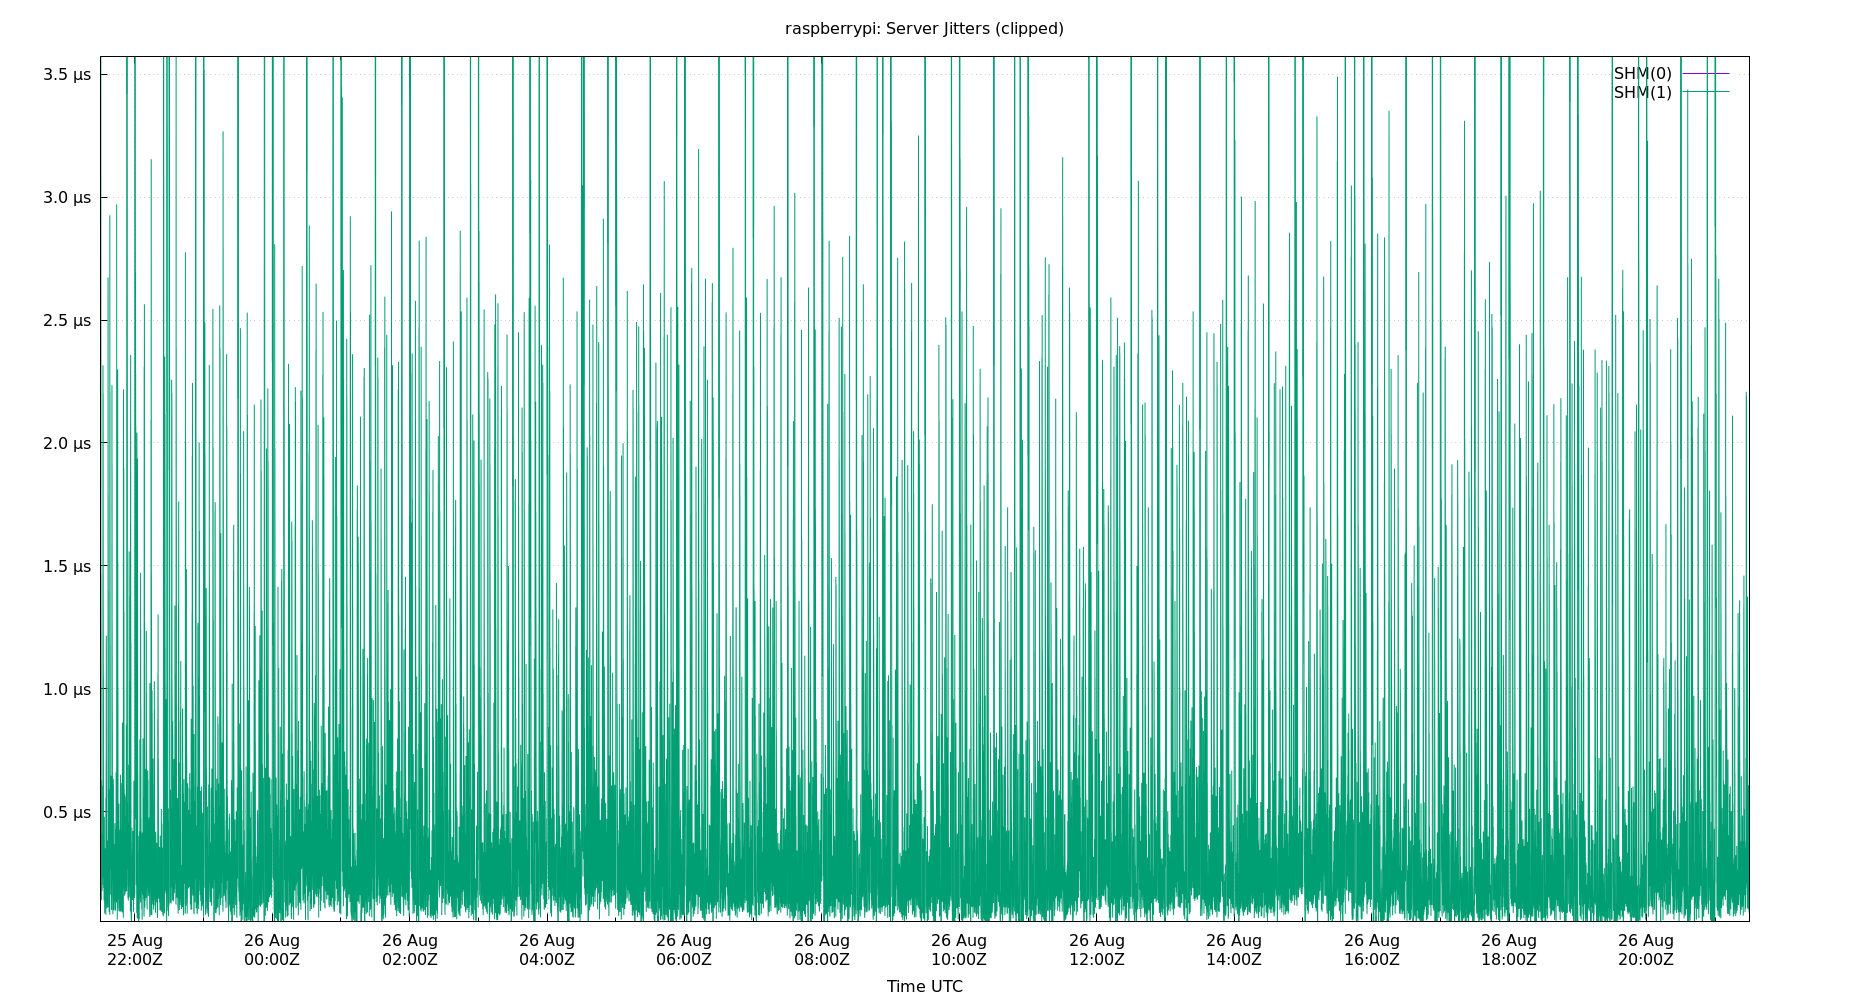 raspberrypi: Server Jitters (clipped)
3.5 µs
3.0 µs
2.5 µs
2.0 µs
1.5 µs
1.0 µs
0.5 µs
SHM(0)
SHM(1)
25 Aug 26 Aug 26 Aug 26 Aug 26 Aug 26 Aug 26 Aug 26 Aug 26 Aug 26 Aug 26 Aug 26 Aug
22:00Z 00:00Z 02:00Z 04:00Z 06:00Z 08:00Z 10:00Z 12:00Z 14:00Z 16:00Z 18:00Z 20:00Z
Time UTC